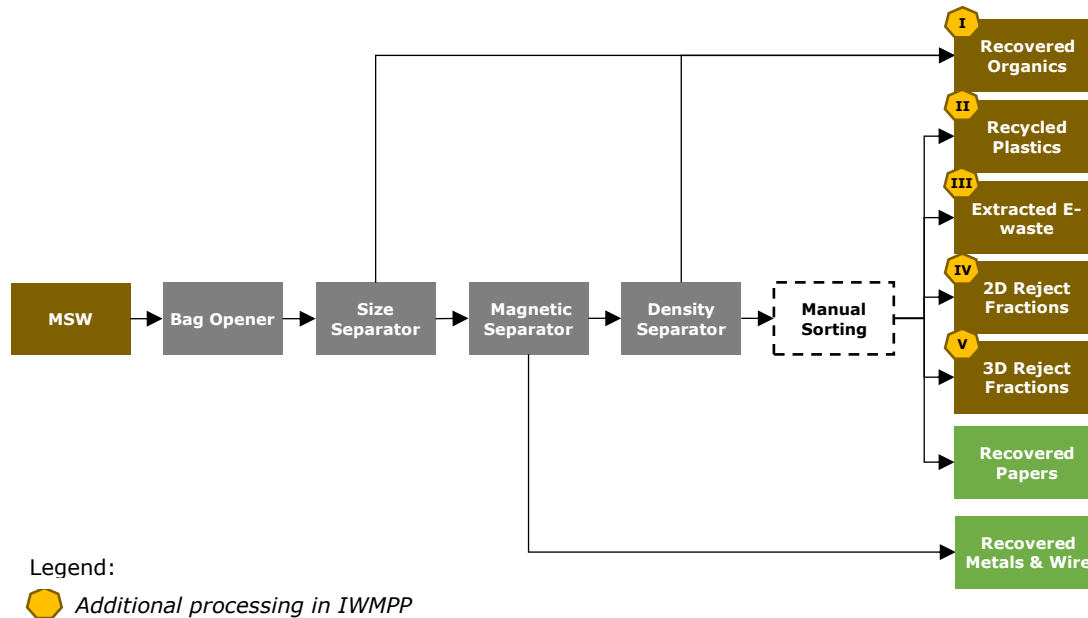 I
Recovered
Organics
II
Recycled
Plastics
III
Extracted E-
waste
IV
2D Reject
Fractions
V
3D Reject
Fractions
MSW
Bag Opener
Size
Separator
Magnetic
Separator
Density
Separator
Manual
Sorting
Recovered
Papers
Recovered
Metals & Wire
Legend:
Additional processing in IWMPP